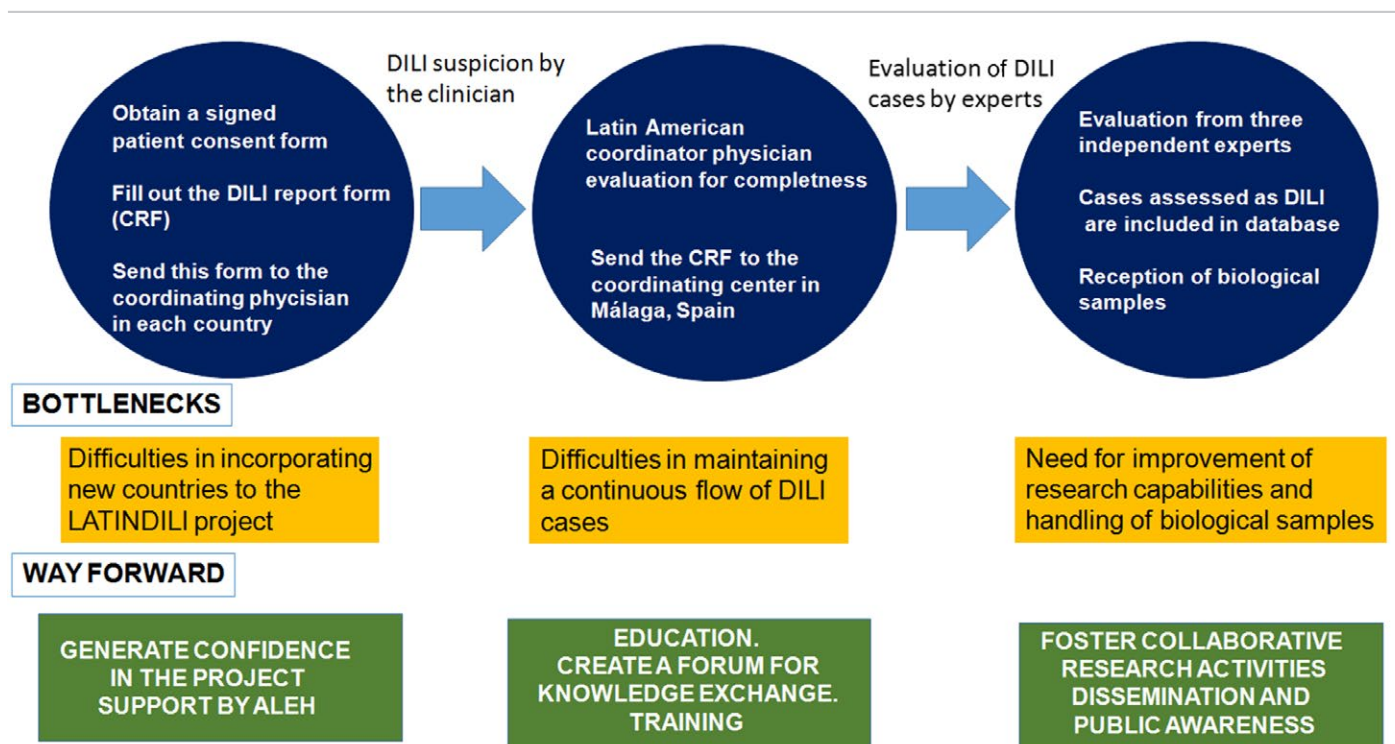 Obtain a signed
patient consent form
Fill out the DILI report form
(CRF)
Send this form to the
coordinating phycisian
in each country
DILI suspicion by
the clinician
Latin American
coordinator physician
evaluation for completness
Send the CRF to the
coordinating center in
Málaga, Spain
Evaluation of DILI
cases by experts
Evaluation from three
independent experts
Cases assessed as DILI
are included in database
Reception of biological
samples
BOTTLENECKS
Difficulties in incorporating
new countries to the
LATINDILI project
Difficulties in maintaining
a continuous flow of DILI
cases
Need for improvement of
research capabilities and
handling of biological samples
WAY FORWARD
GENERATE CONFIDENCE
IN THE PROJECT
SUPPORT BY ALEH
EDUCATION.
CREATE A FORUM FOR
KNOWLEDGE EXCHANGE.
TRAINING
FOSTER COLLABORATIVE
RESEARCH ACTIVITIES
DISSEMINATION AND
PUBLIC AWARENESS